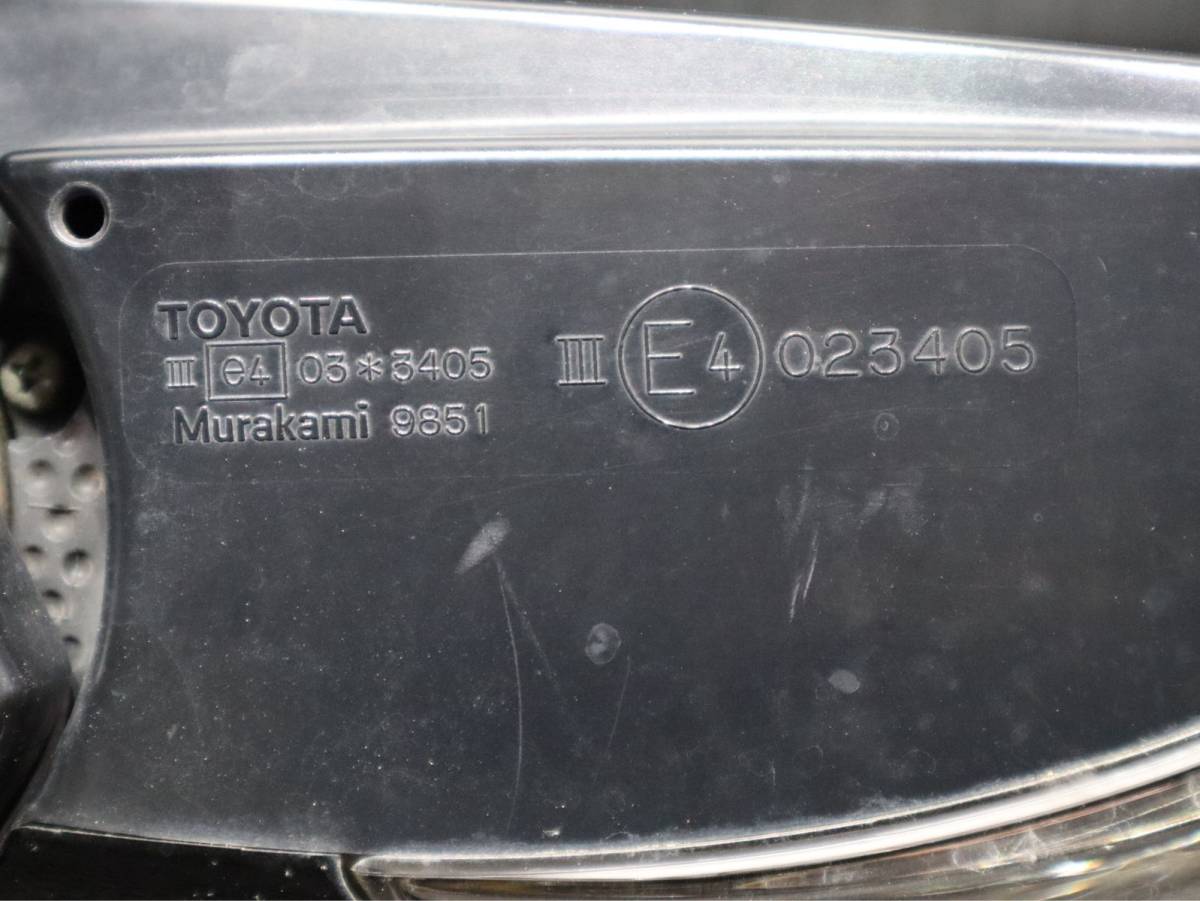 TOYOTA
III e4 03*3405
Murakami 9851
III E4 023405